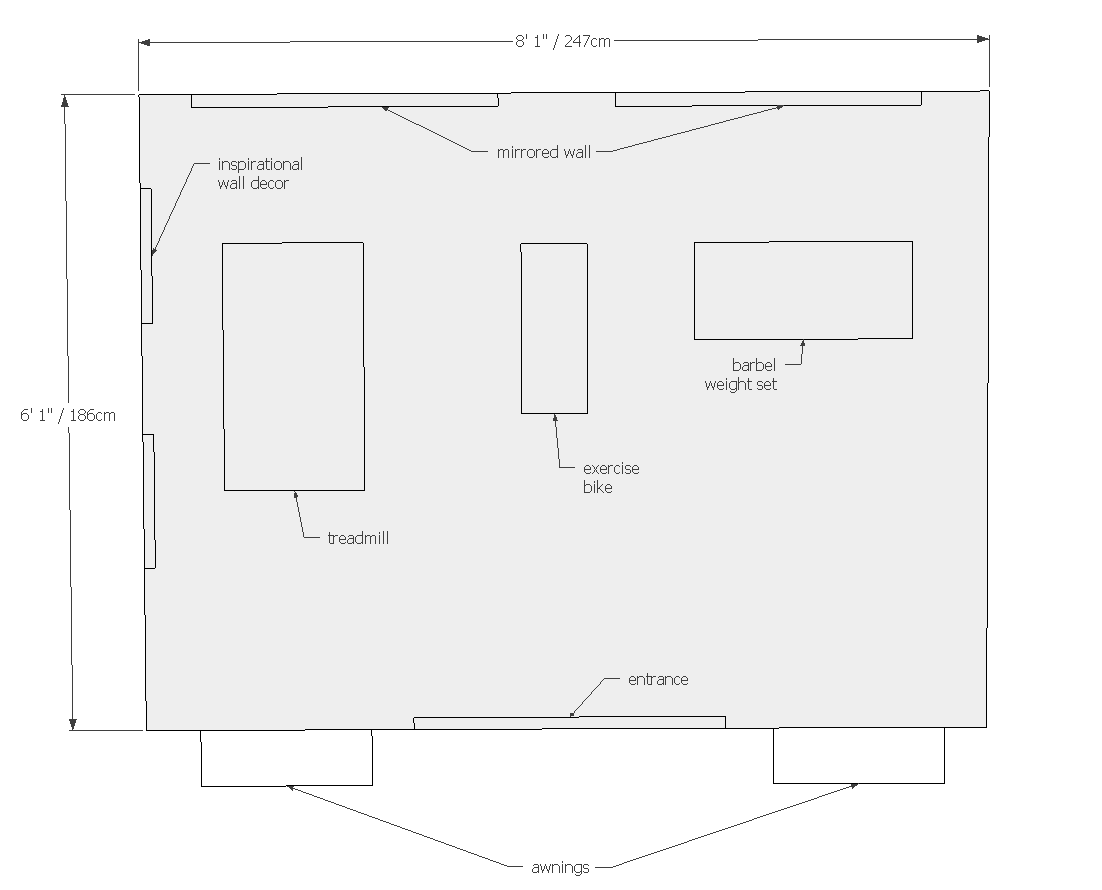 8' 1" / 247cm
mirrored wall
inspirational
wall decor
barbel
weight set
6' 1" / 186cm
exercise
bike
treadmill
entrance
awnings